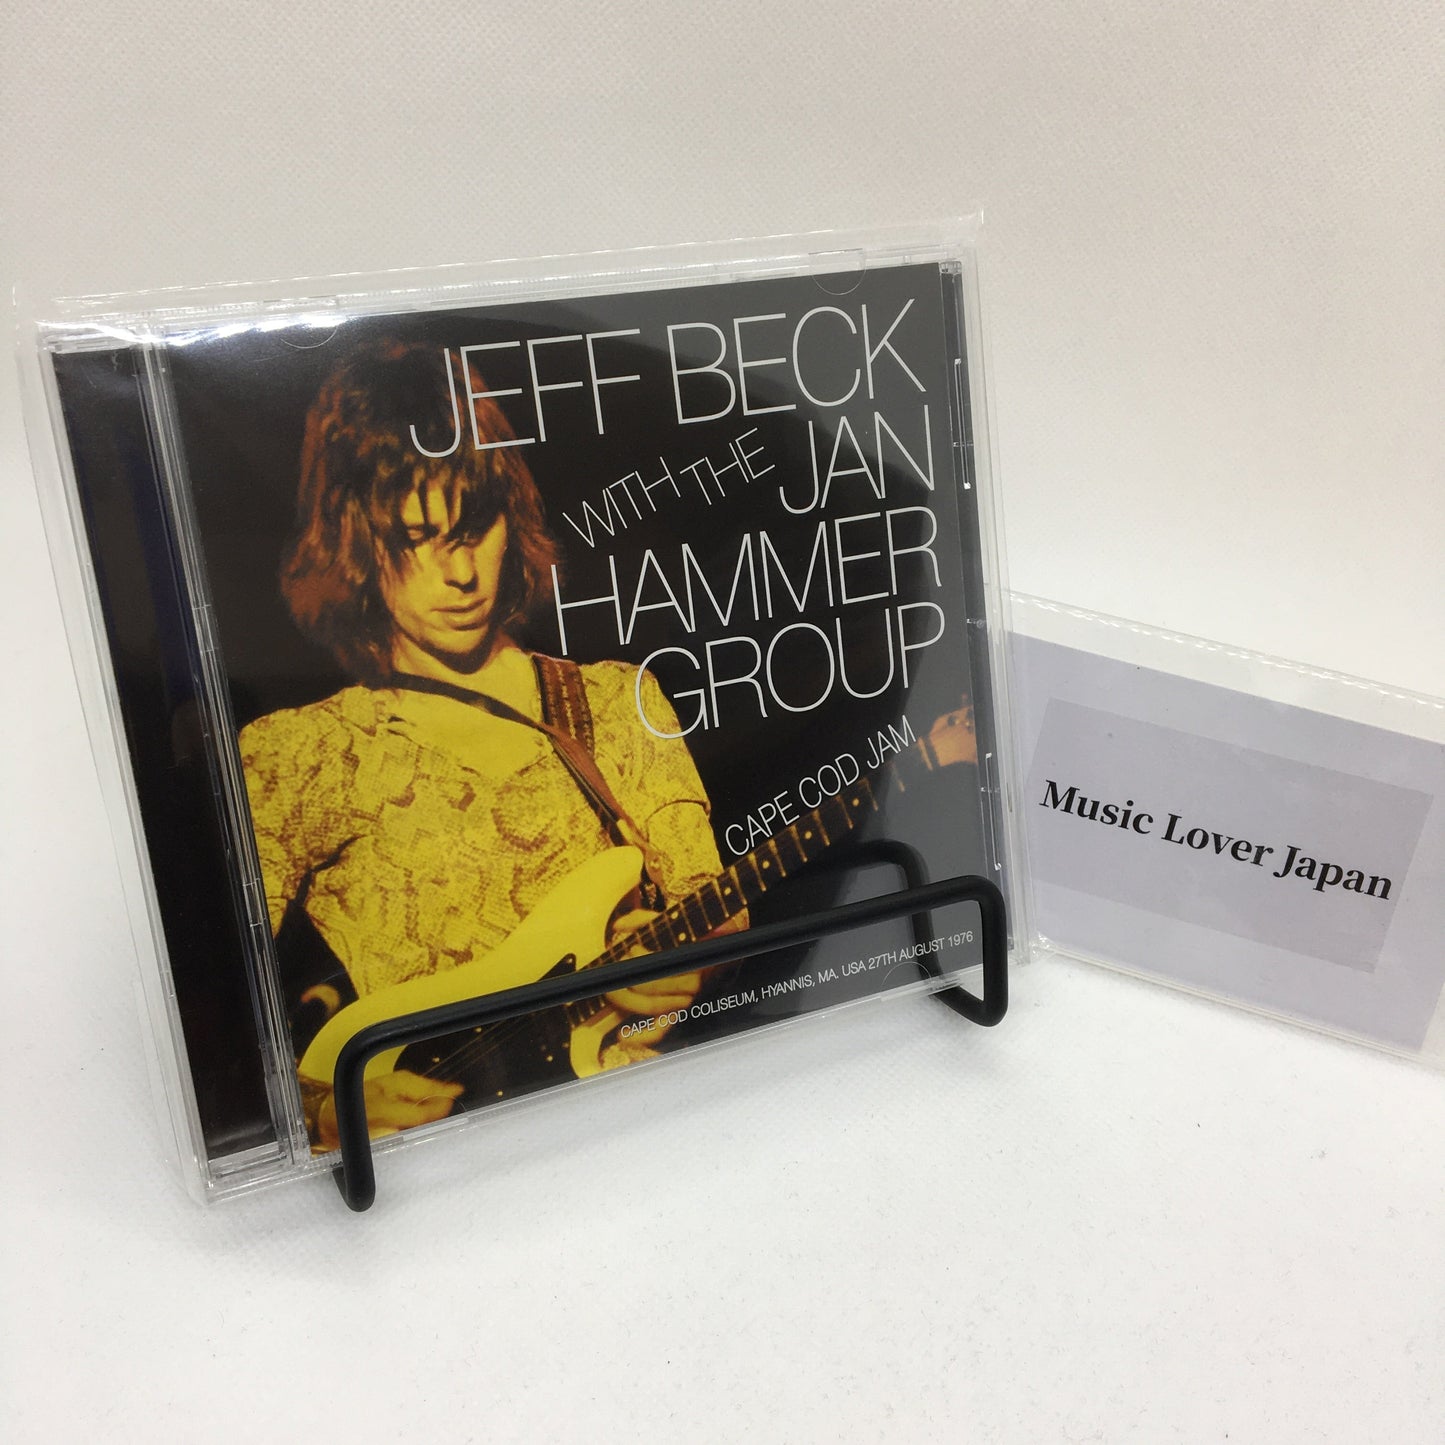 JEFF BECK
WITH THE JAN
HAMMER
GROUP
CAPE COD JAM
CAPE COD COLISEUM, HYANNIS, MA. USA 27TH AUGUST 1976
Music Lover Japan